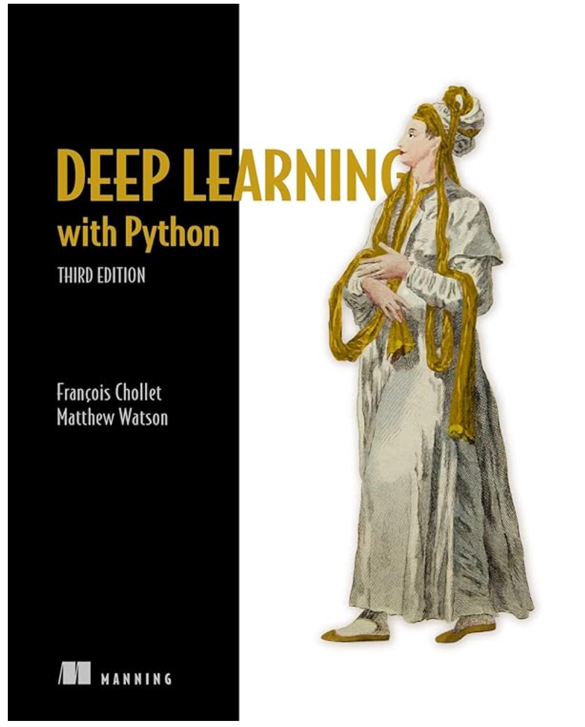 DEEP LEARNING
with Python
THIRD EDITION
François Chollet
Matthew Watson
MANNING